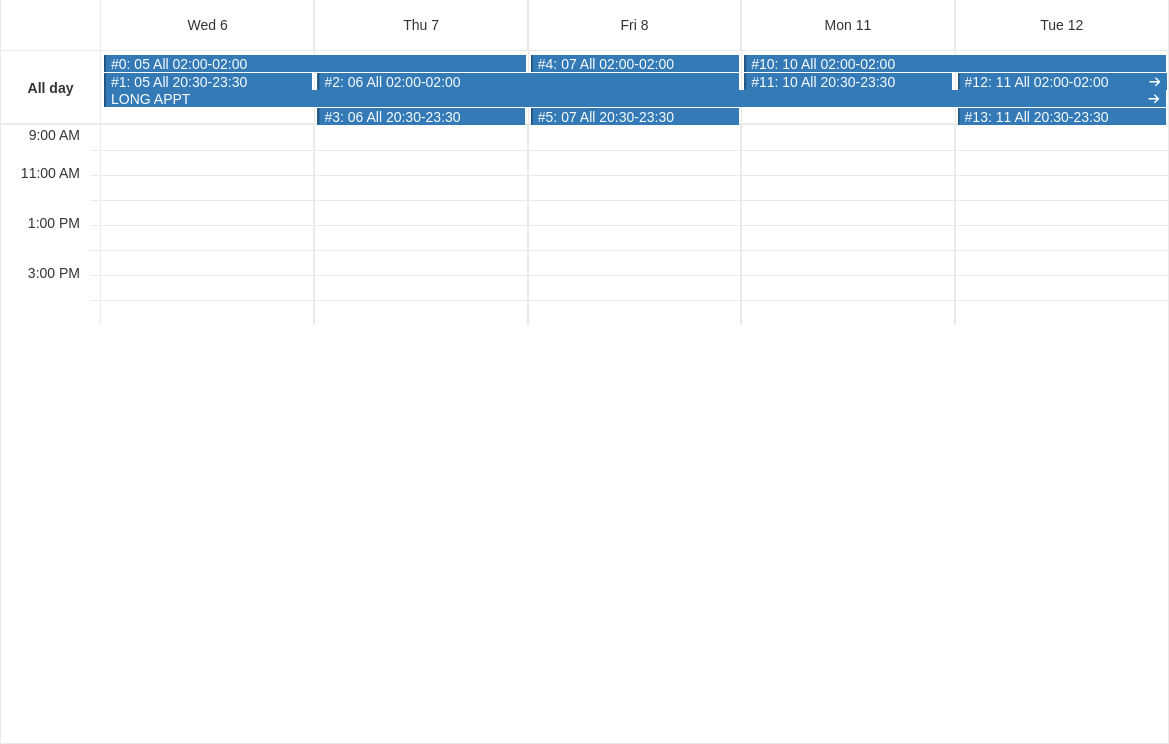 Wed 6 Thu 7 Fri 8 Mon 11 Tue 12
All day
#0: 05 All 02:00-02:00 #4: 07 All 02:00-02:00 #10: 10 All 02:00-02:00
#1: 05 All 20:30-23:30 #2: 06 All 02:00-02:00 #11: 10 All 20:30-23:30 #12: 11 All 02:00-02:00
LONG APPT
#3: 06 All 20:30-23:30 #5: 07 All 20:30-23:30 #13: 11 All 20:30-23:30
9:00 AM
11:00 AM
1:00 PM
3:00 PM